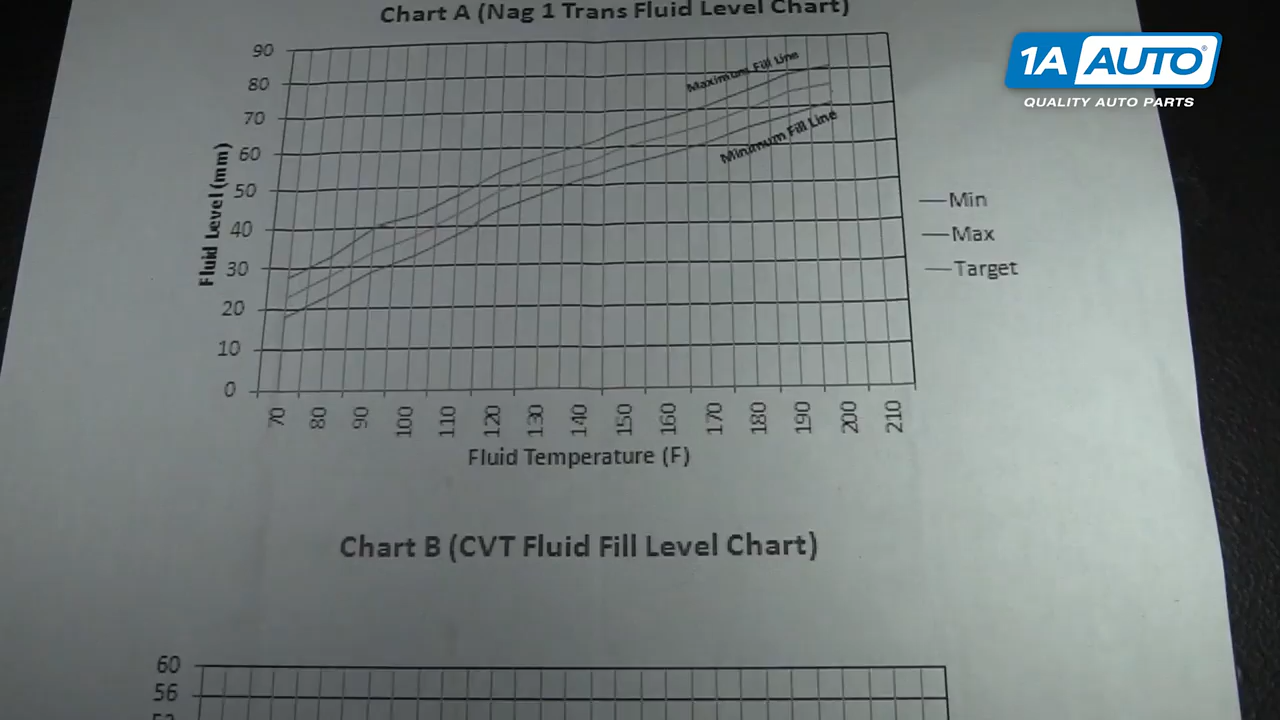 Chart A (Nag 1 Trans Fluid Level Chart)
1A AUTO®
QUALITY AUTO PARTS
90
80
70
60
50
40
30
20
10
0
Fluid Level (mm)
Maximum Fill Line
Minimum Fill Line
Min
Max
Target
70 80 90 100 110 120 130 140 150 160 170 180 190 200 210
Fluid Temperature (F)
Chart B (CVT Fluid Fill Level Chart)
60
56